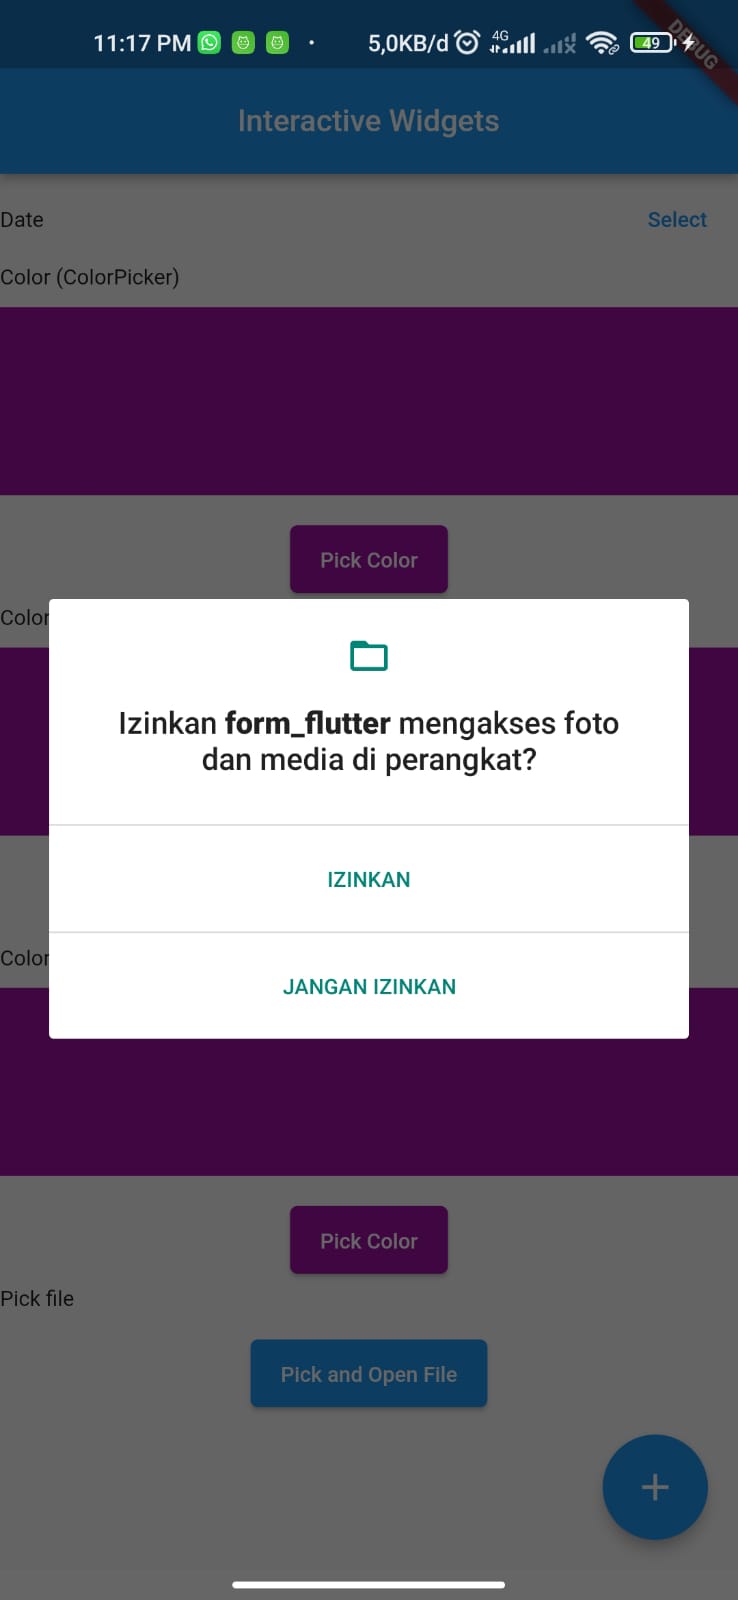 11:17 PM
5,0KB/d
4G
49
DEBUG
Interactive Widgets
Date
Select
Color (ColorPicker)
Pick Color
Color
Izinkan form_flutter mengakses foto
dan media di perangkat?
IZINKAN
Color
JANGAN IZINKAN
Pick Color
Pick file
Pick and Open File